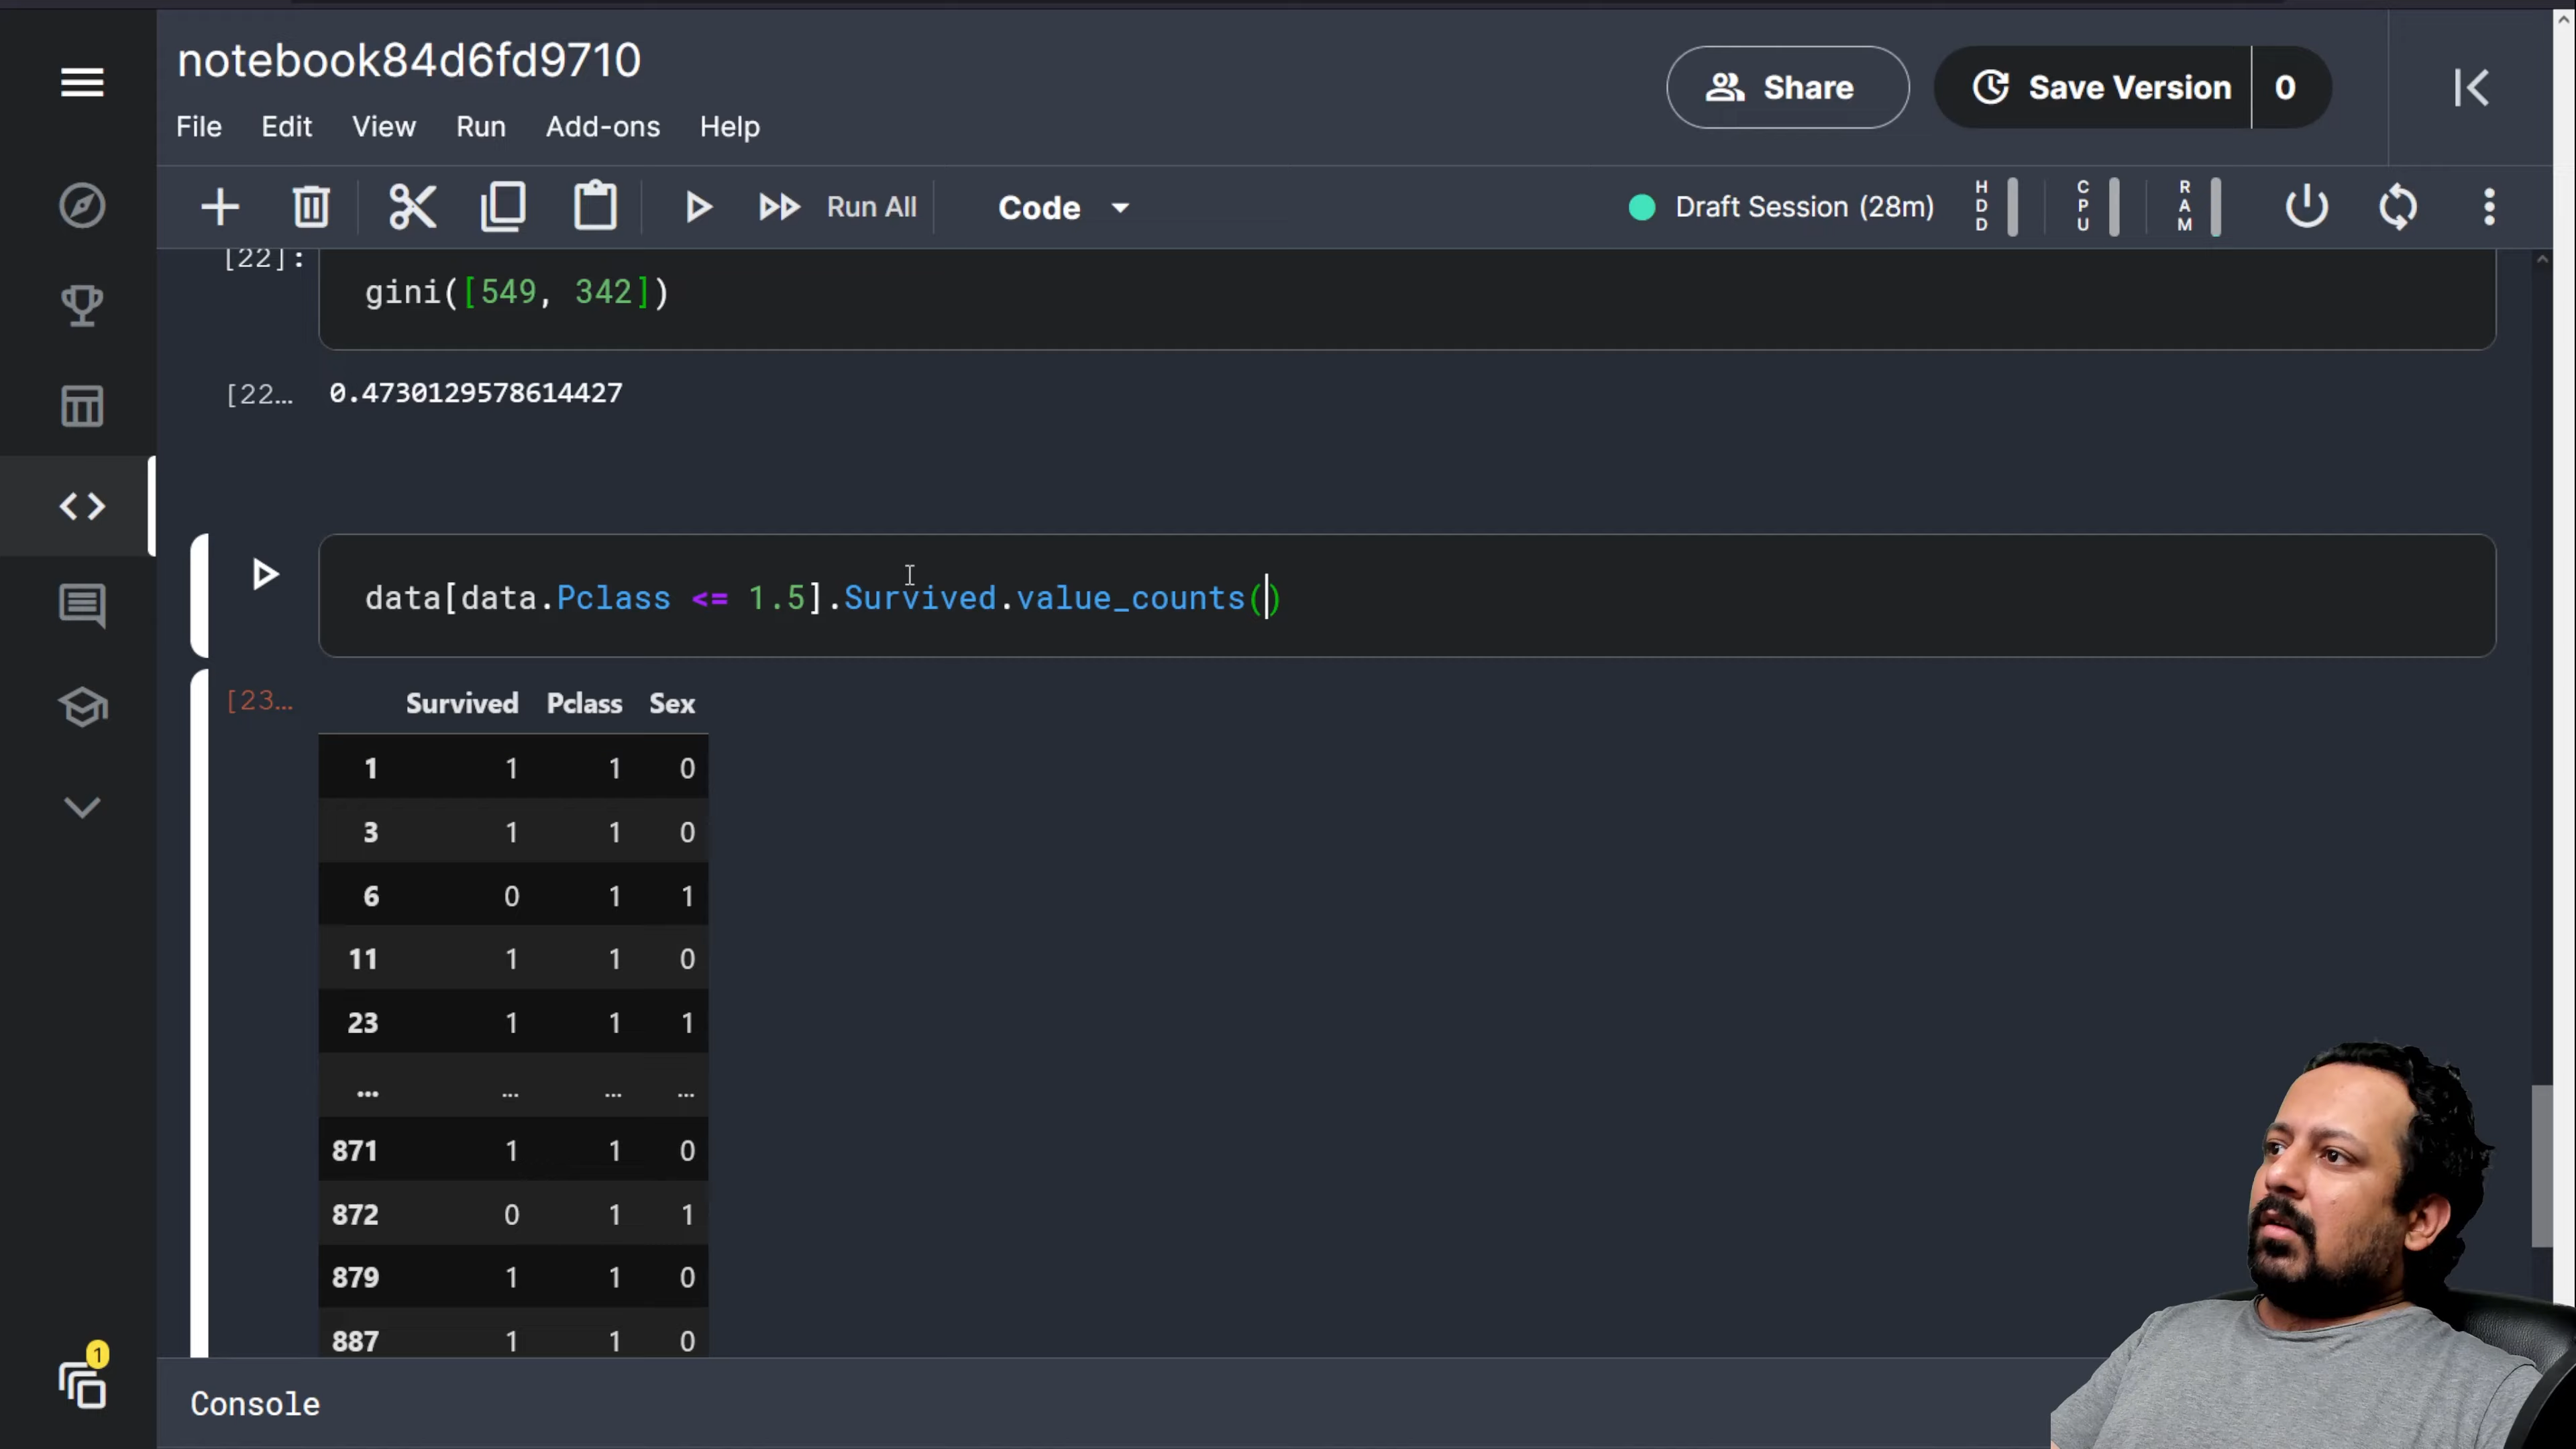 notebook84d6fd9710
Share
Save Version 0
File Edit View Run Add-ons Help
Run All Code Draft Session (28m) HDD CPU RAM
[22]:
gini([549, 342])
[22... 0.4730129578614427
data[data.Pclass <= 1.5].Survived.value_counts()
[23...
Survived Pclass Sex
1 1 1 0
3 1 1 0
6 0 1 1
11 1 1 0
23 1 1 1
... ... ... ...
871 1 1 0
872 0 1 1
879 1 1 0
887 1 1 0
1
Console